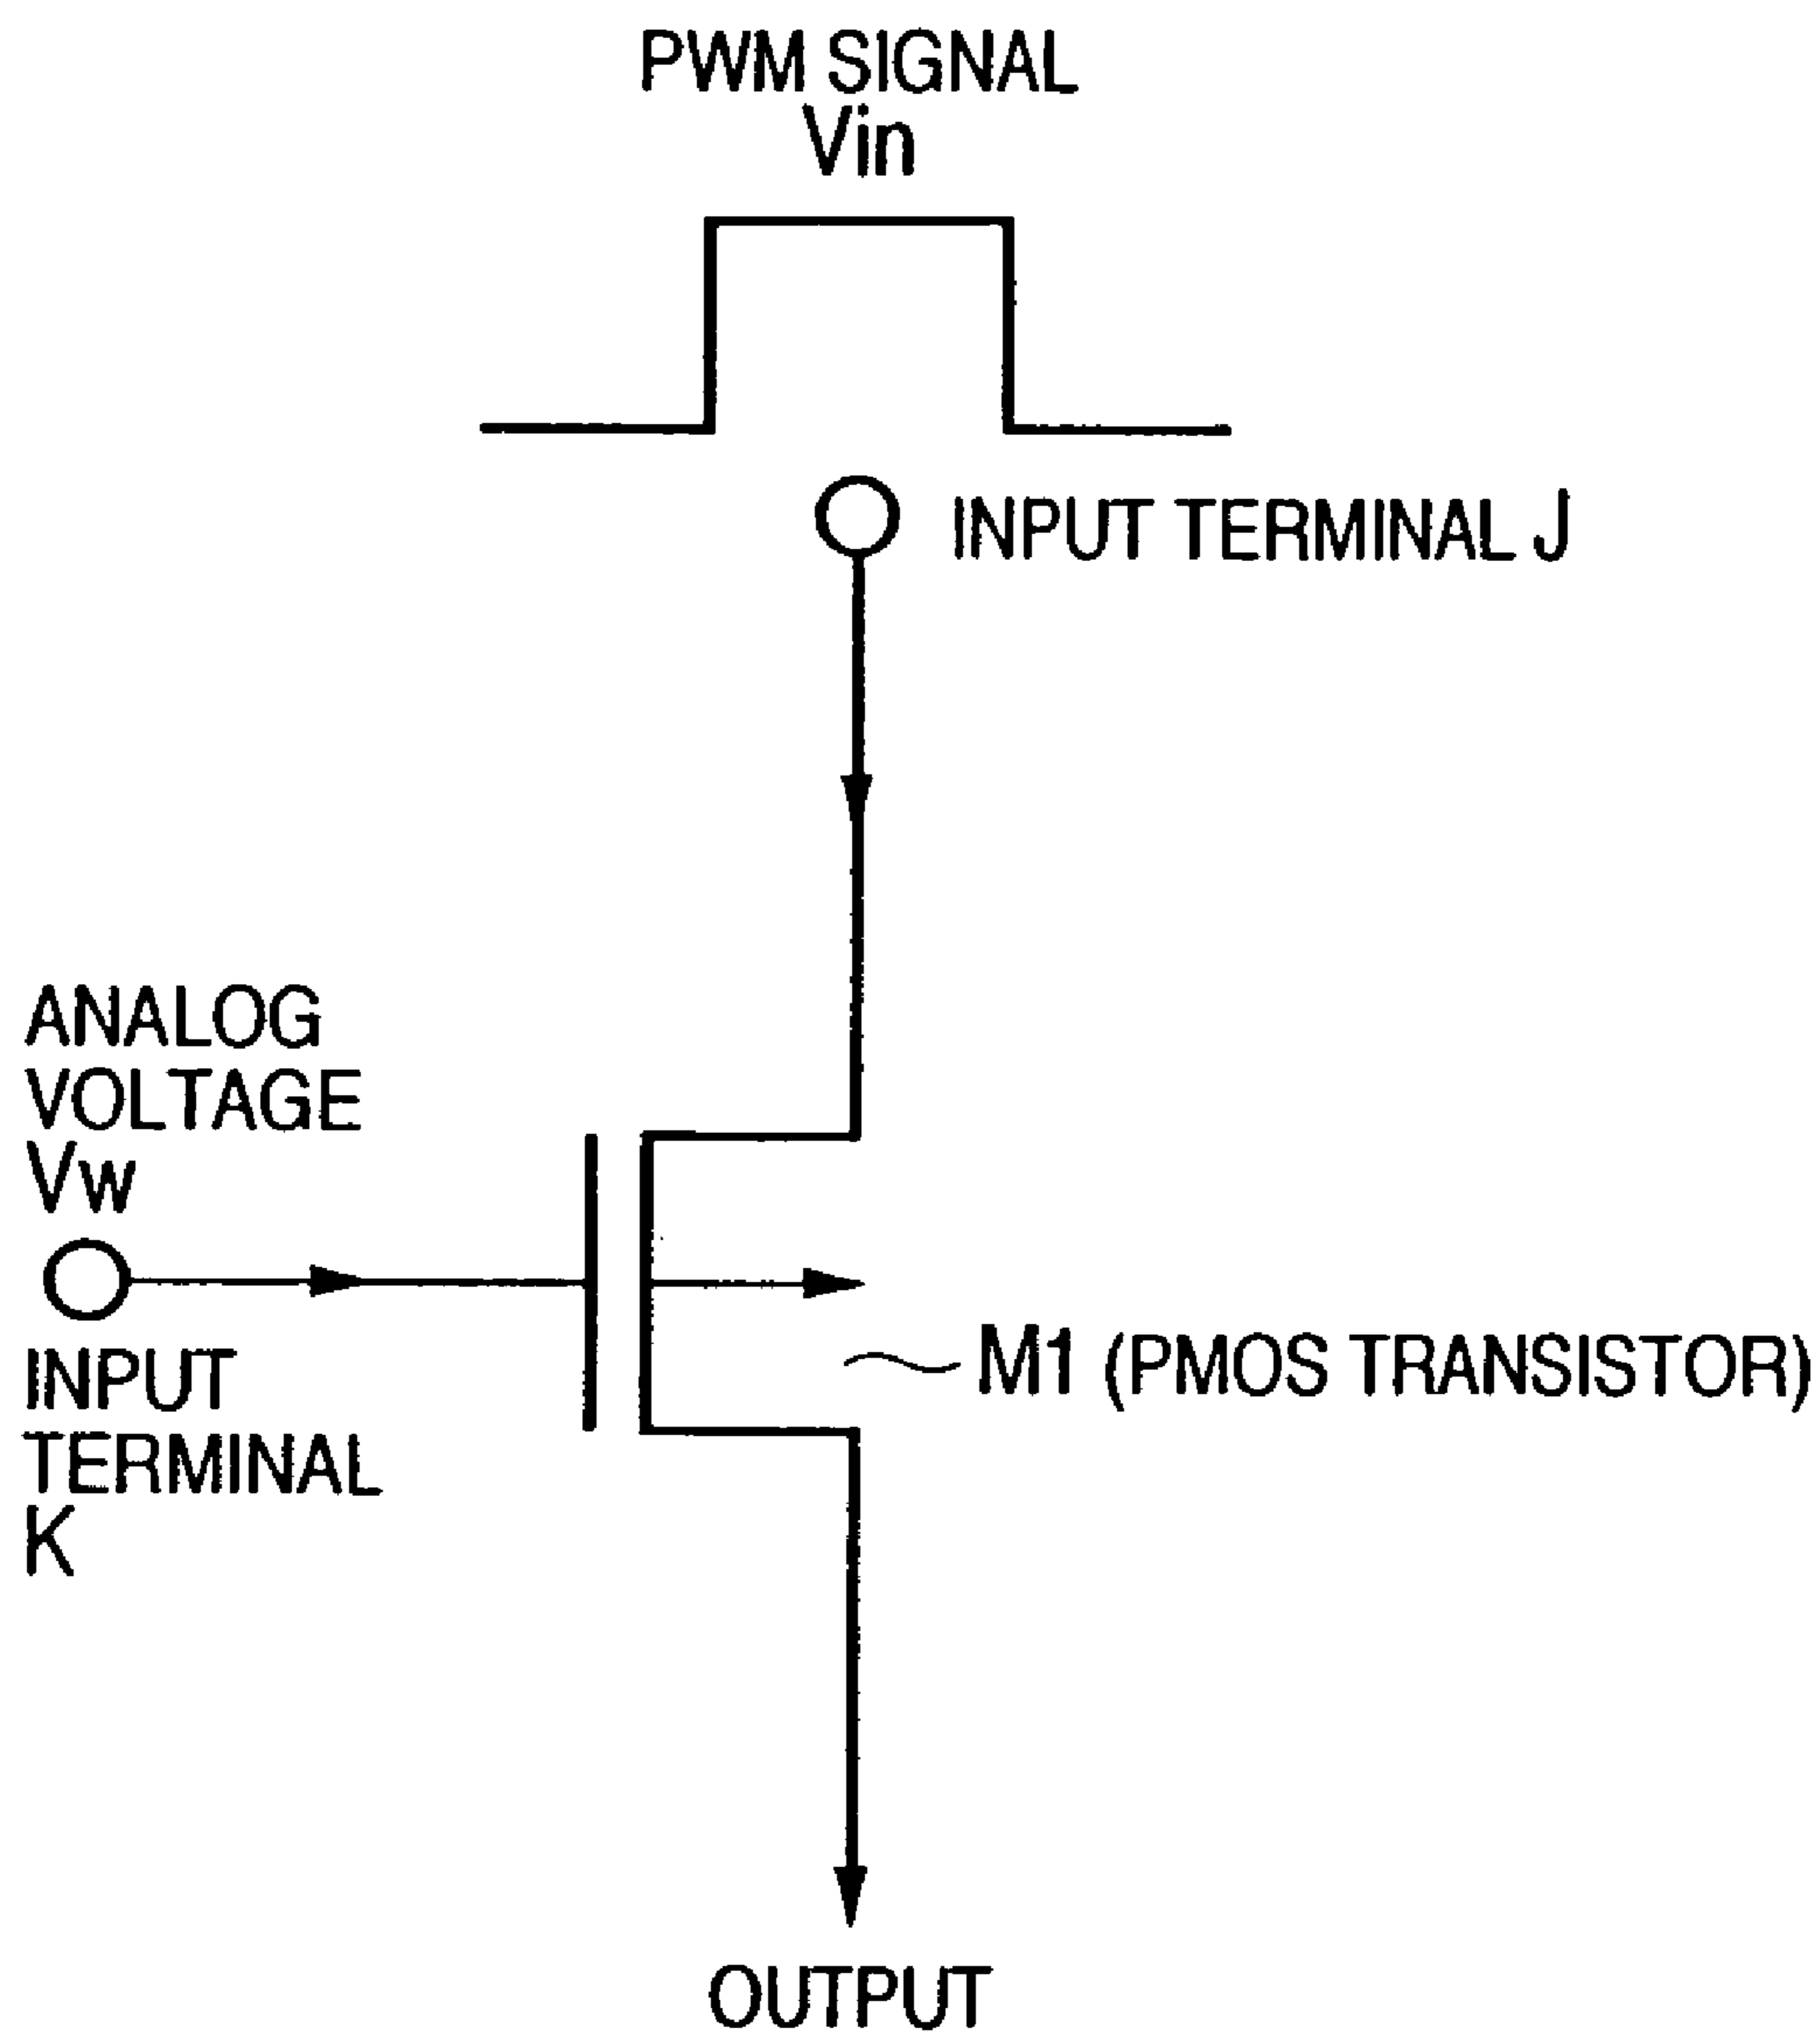 PWM SIGNAL
Vin
INPUT TERMINAL J
ANALOG
VOLTAGE
Vw
INPUT
TERMINAL
K
M1 (PMOS TRANSISTOR)
OUTPUT